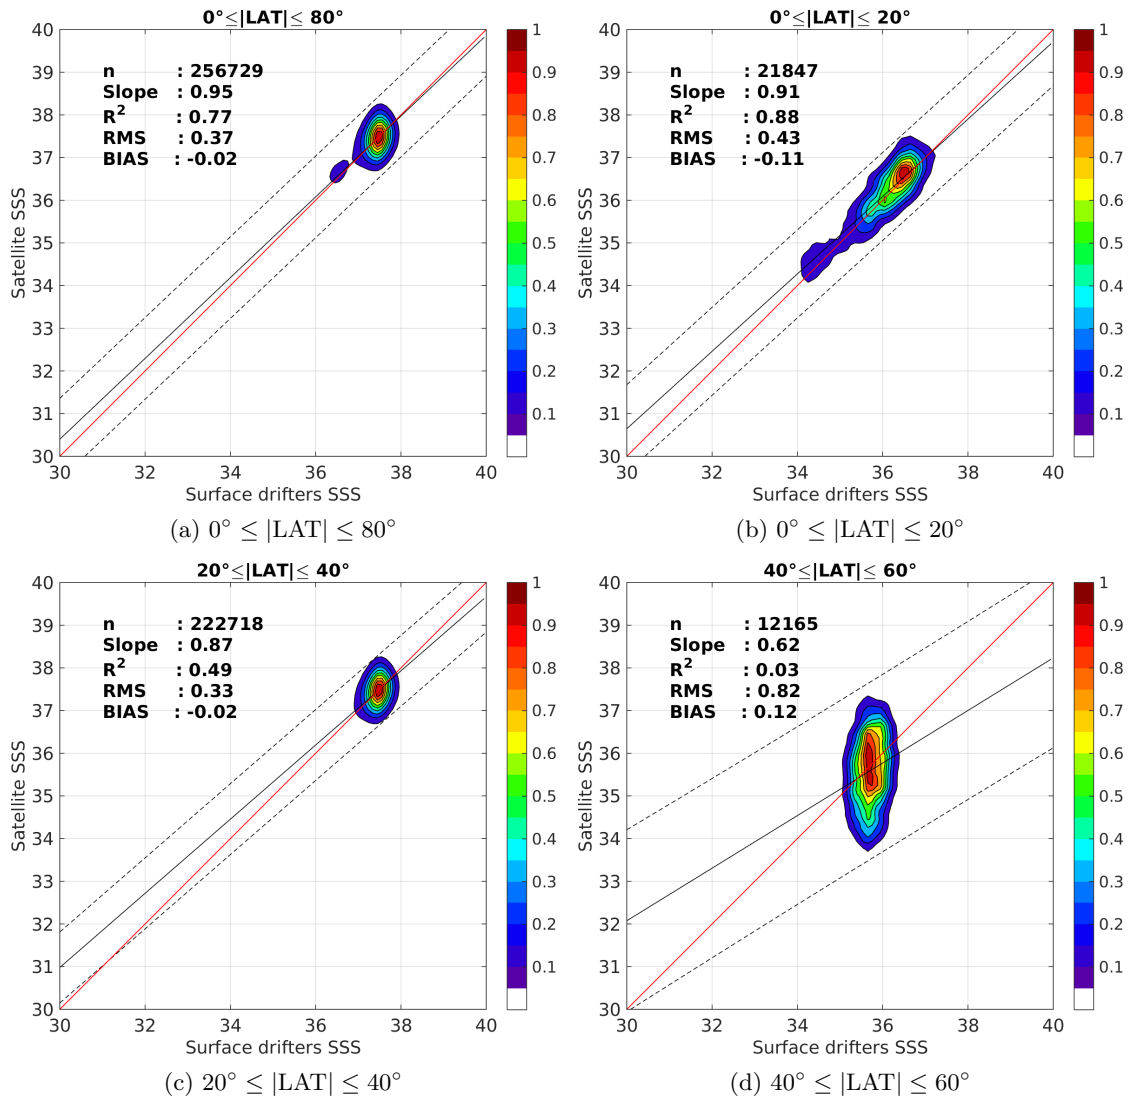 0°≤|LAT|≤ 80°
40
39
38
37
36
35
34
33
32
31
30
Satellite SSS
n : 256729
Slope : 0.95
R² : 0.77
RMS : 0.37
BIAS : -0.02
30 32 34 36 38 40
Surface drifters SSS
1
0.9
0.8
0.7
0.6
0.5
0.4
0.3
0.2
0.1
(a) 0° ≤ |LAT| ≤ 80°
0°≤|LAT|≤ 20°
40
39
38
37
36
35
34
33
32
31
30
Satellite SSS
n : 21847
Slope : 0.91
R² : 0.88
RMS : 0.43
BIAS : -0.11
30 32 34 36 38 40
Surface drifters SSS
1
0.9
0.8
0.7
0.6
0.5
0.4
0.3
0.2
0.1
(b) 0° ≤ |LAT| ≤ 20°
20°≤|LAT|≤ 40°
40
39
38
37
36
35
34
33
32
31
30
Satellite SSS
n : 222718
Slope : 0.87
R² : 0.49
RMS : 0.33
BIAS : -0.02
30 32 34 36 38 40
Surface drifters SSS
1
0.9
0.8
0.7
0.6
0.5
0.4
0.3
0.2
0.1
(c) 20° ≤ |LAT| ≤ 40°
40°≤|LAT|≤ 60°
40
39
38
37
36
35
34
33
32
31
30
Satellite SSS
n : 12165
Slope : 0.62
R² : 0.03
RMS : 0.82
BIAS : 0.12
30 32 34 36 38 40
Surface drifters SSS
1
0.9
0.8
0.7
0.6
0.5
0.4
0.3
0.2
0.1
(d) 40° ≤ |LAT| ≤ 60°